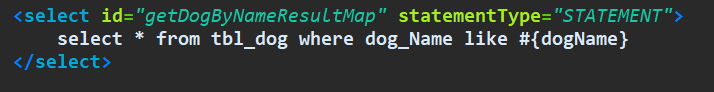 <select id="getDogByNameResultMap" statementType="STATEMENT">
select * from tbl_dog where dog_Name like #{dogName}
</select>